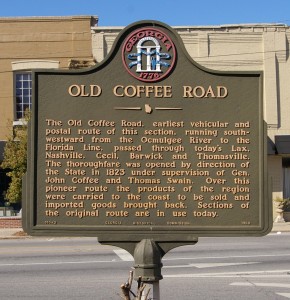 GEORGIA
1776
OLD COFFEE ROAD
The Old Coffee Road, earliest vehicular and
postal route of this section, running south-
westward from the Ocmulgee River to the
Florida Line, passed through today's Lax,
Nashville, Cecil, Barwick and Thomasville.
The thoroughfare was opened by direction of
the State in 1823 under supervision of Gen.
John Coffee and Thomas Swain. Over this
pioneer route the products of the region
were carried to the coast to be sold and
imported goods brought back. Sections of
the original route are in use today.
GEORGIA HISTORICAL